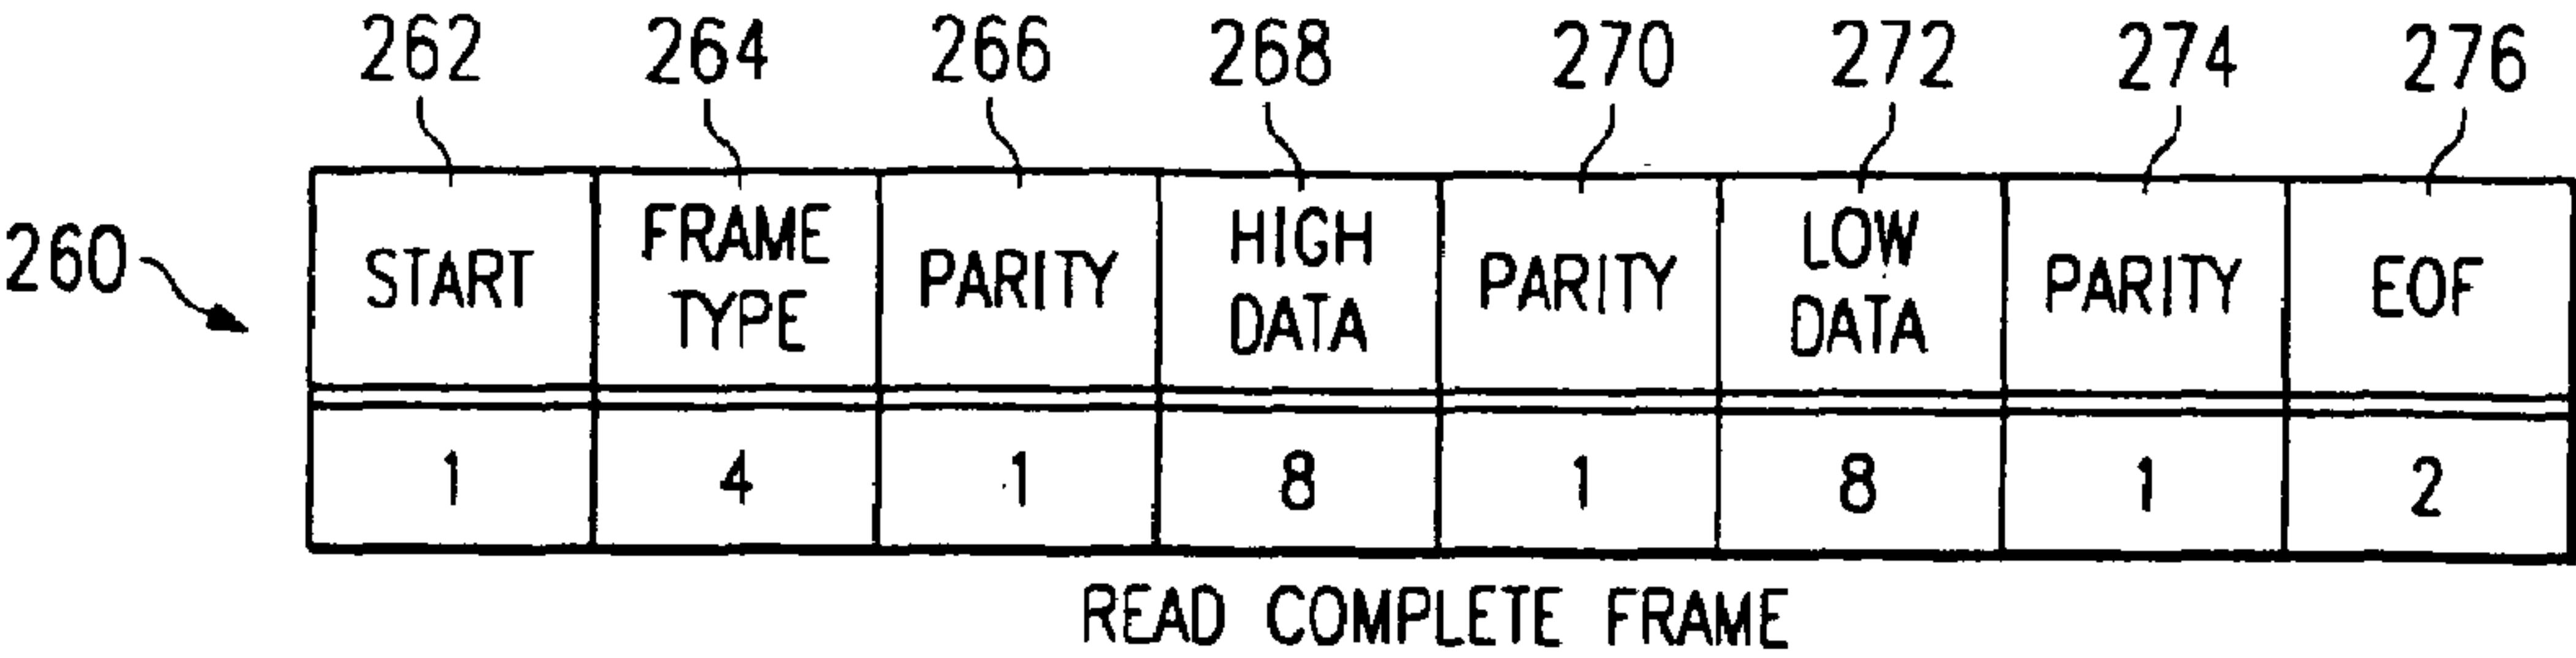 262 264 266 268 270 272 274 276
260
START FRAME TYPE PARITY HIGH DATA PARITY LOW DATA PARITY EOF
1 4 1 8 1 8 1 2
READ COMPLETE FRAME